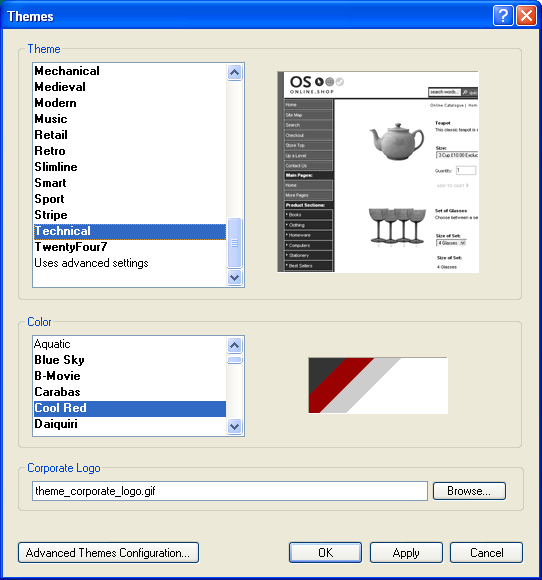 Themes
Theme
Mechanical
Medieval
Modern
Music
Retail
Retro
Slimline
Smart
Sport
Stripe
Technical
TwentyFour7
Uses advanced settings
OS
ONLINE.SHOP
search words...
quic
Online Catalogue | Hom
Home
Site Map
Search
Checkout
Store Top
Up a Level
Contact Us
Main Pages:
Home
More Pages
Product Sections:
Books
Clothing
Homeware
Computers
Stationery
Best Sellers
Teapot
This classic teapot is
Size:
3 Cup £10.00 Exclu
Quantity: 1
ADD TO CART
Set of Glasses
Choose between a se
Size of Set:
4 Glasses
Size of Set:
4 Glasses
Color
Aquatic
Blue Sky
B-Movie
Carabas
Cool Red
Daiquiri
Corporate Logo
theme_corporate_logo.gif
Browse...
Advanced Themes Configuration...
OK
Apply
Cancel